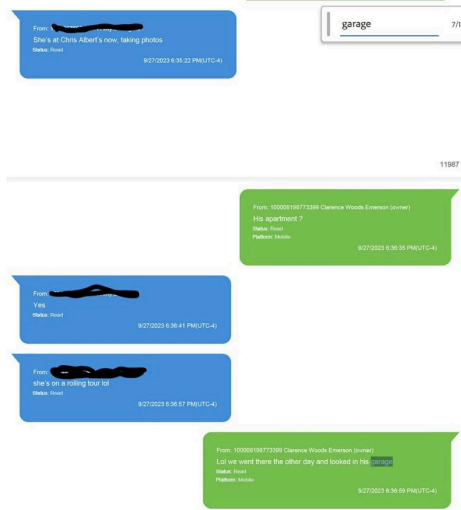 garage 7/1
From:
She's at Chris Albert's now, taking photos
Status: Read
9/27/2023 6:35:22 PM(UTC-4)
11987
From: 100008198773399 Clarence Woods Emerson (owner)
His apartment ?
Status: Read
Platform: Mobile
9/27/2023 6:36:35 PM(UTC-4)
From:
Yes
Status: Read
9/27/2023 6:36:41 PM(UTC-4)
From:
she's on a rolling tour lol
Status: Read
9/27/2023 6:36:57 PM(UTC-4)
From: 100008198773399 Clarence Woods Emerson (owner)
Lol we went there the other day and looked in his garage
Status: Read
Platform: Mobile
9/27/2023 6:36:59 PM(UTC-4)